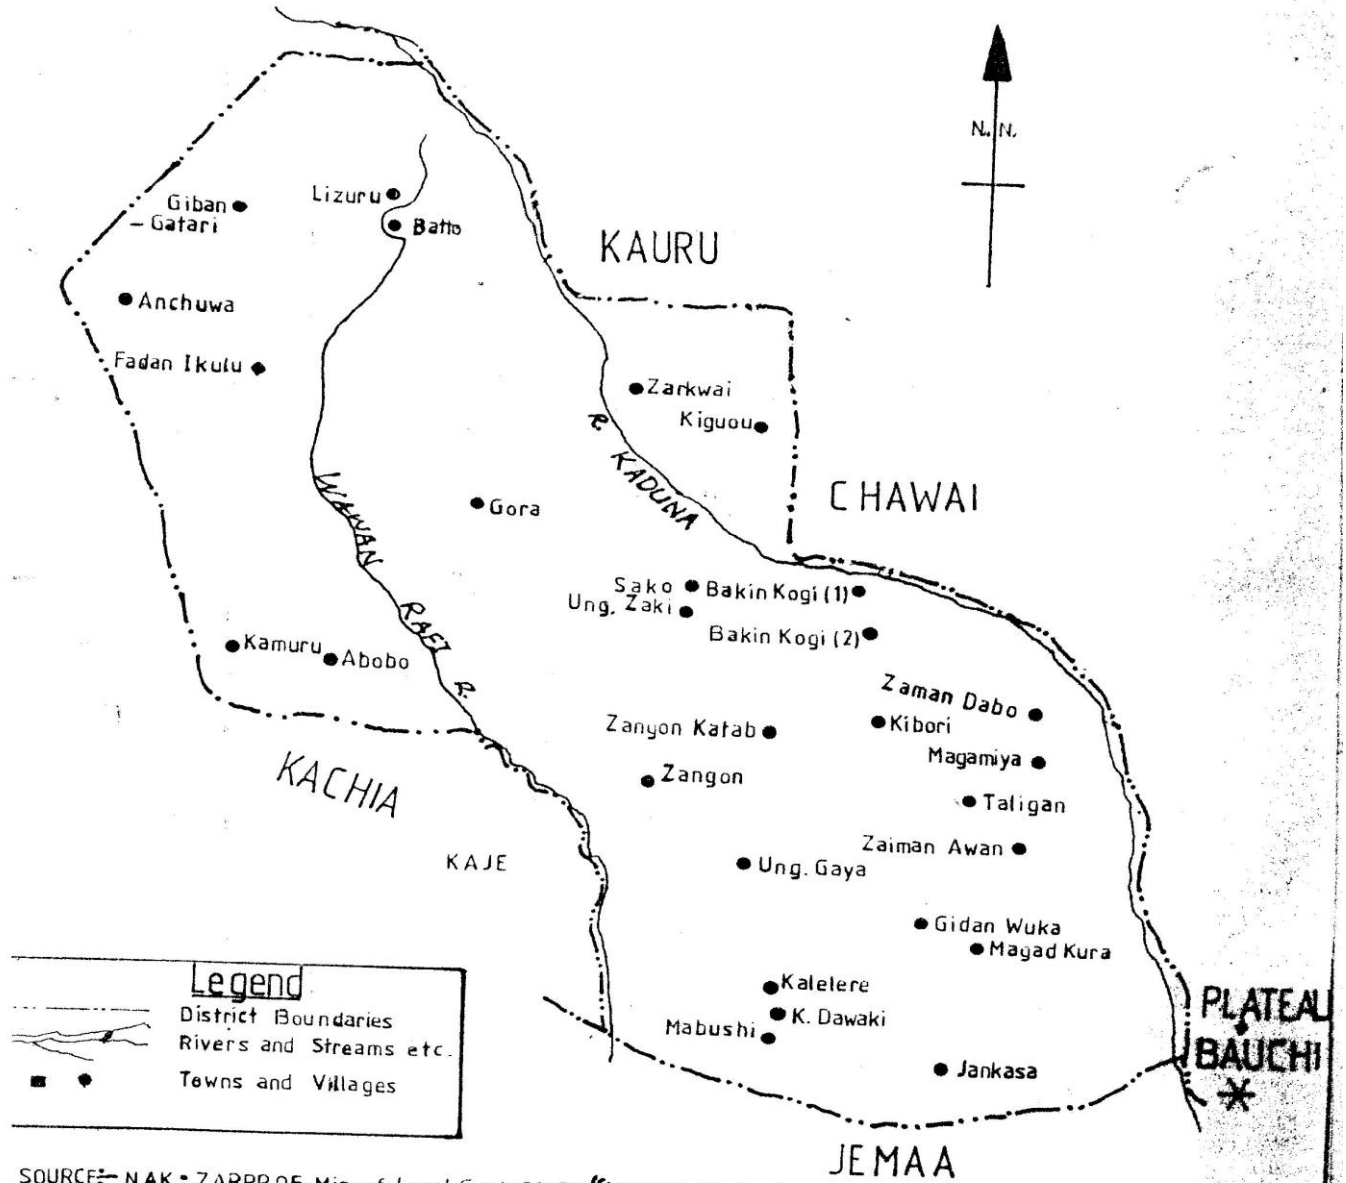 N. N.
Giban
- Gatari
Lizuru
Batto
KAURU
Anchuwa
Fadan Ikulu
Zarkwai
Kiguou
R. KADUNA
CHAWAI
WAWAN RAFI R.
Gora
Sako
Bakin Kogi (1)
Ung. Zaki
Bakin Kogi (2)
Kamuru
Abobo
Zaman Dabo
Zanyon Katab
Kibori
Magamiya
Zangon
Taligan
KACHIA
KAJE
Zaiman Awan
Ung. Gaya
Gidan Wuka
Magad Kura
Kalelere
K. Dawaki
Mabushi
Jankasa
PLATEAU
BAUCHI
JEMAA
Legend
District Boundaries
Rivers and Streams etc.
Towns and Villages
SOURCE:- NAK